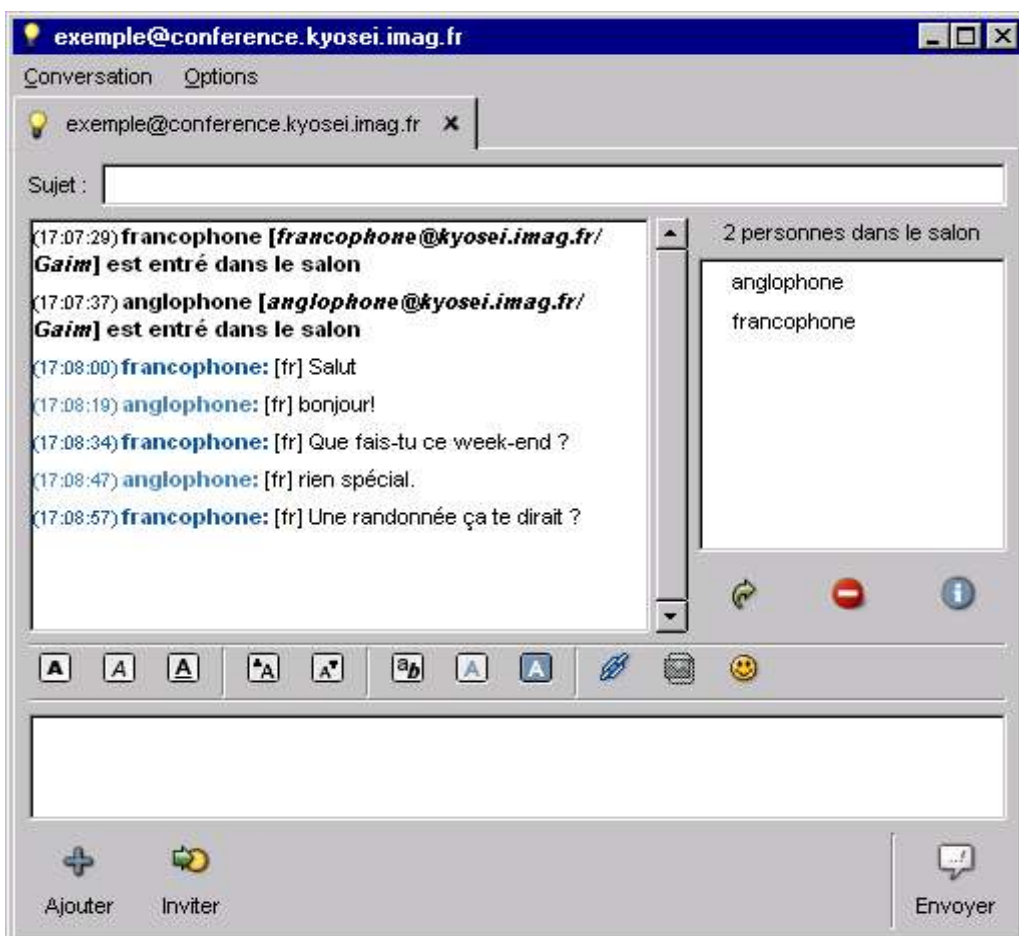 exemple@conference.kyosei.imag.fr
Conversation Options
exemple@conference.kyosei.imag.fr
Sujet :
(17:07:29) francophone [francophone@kyosei.imag.fr/
Gaim] est entré dans le salon
(17:07:37) anglophone [anglophone@kyosei.imag.fr/
Gaim] est entré dans le salon
(17:08:00) francophone: [fr] Salut
(17:08:19) anglophone: [fr] bonjour!
(17:08:34) francophone: [fr] Que fais-tu ce week-end ?
(17:08:47) anglophone: [fr] rien spécial.
(17:08:57) francophone: [fr] Une randonnée ça te dirait ?
2 personnes dans le salon
anglophone
francophone
Ajouter Inviter Envoyer